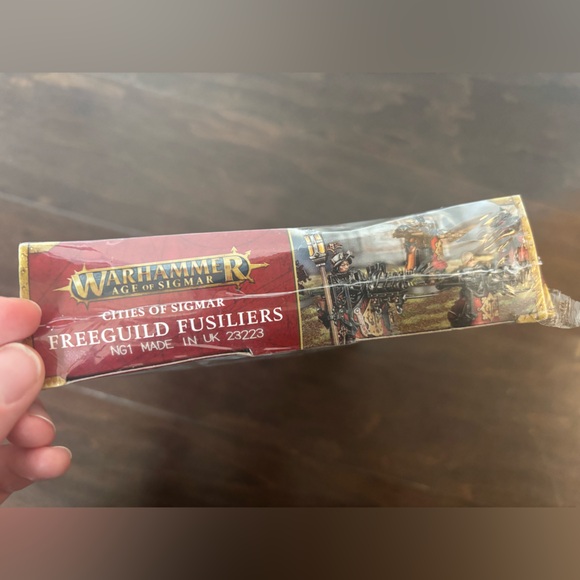 WARHAMMER
AGE OF SIGMAR
CITIES OF SIGMAR
FREEGUILD FUSILIERS
NG1 MADE IN UK 23223